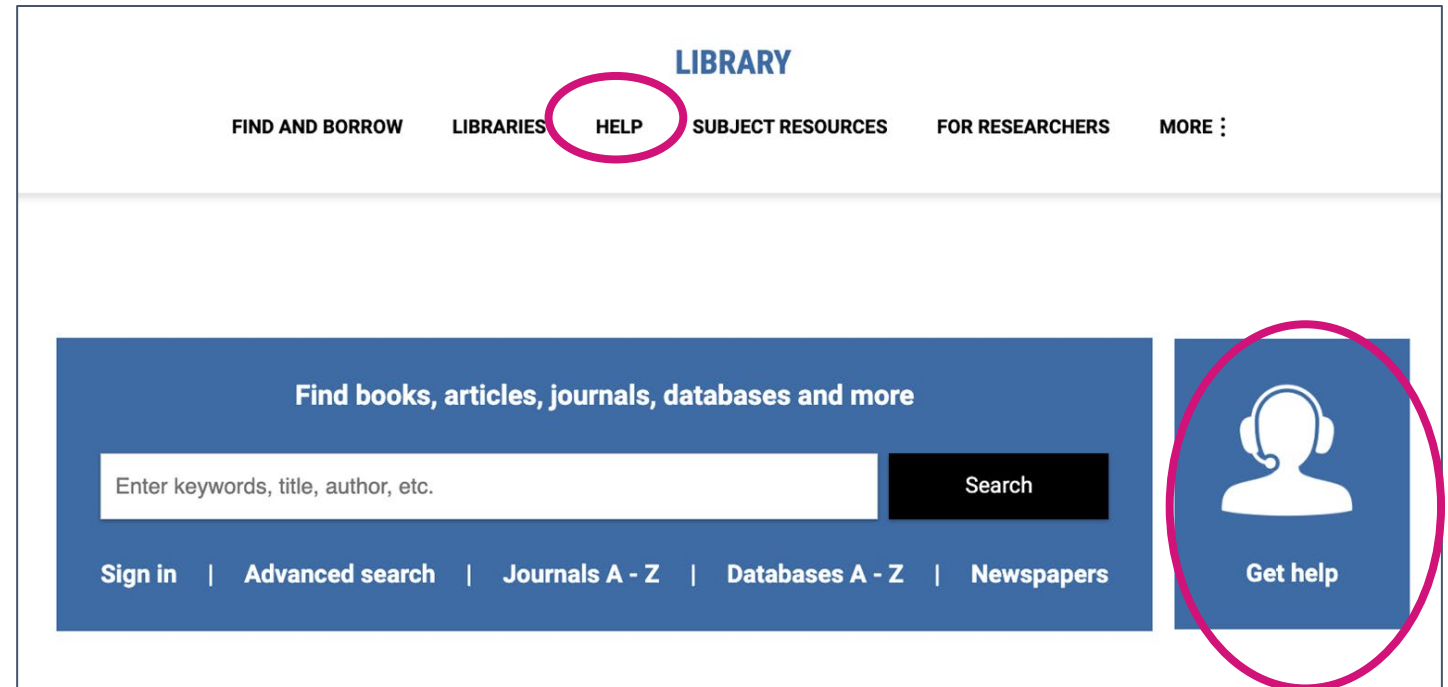 LIBRARY
FIND AND BORROW LIBRARIES HELP SUBJECT RESOURCES FOR RESEARCHERS MORE ⋮
Find books, articles, journals, databases and more
Enter keywords, title, author, etc. Search
Sign in | Advanced search | Journals A - Z | Databases A - Z | Newspapers
Get help